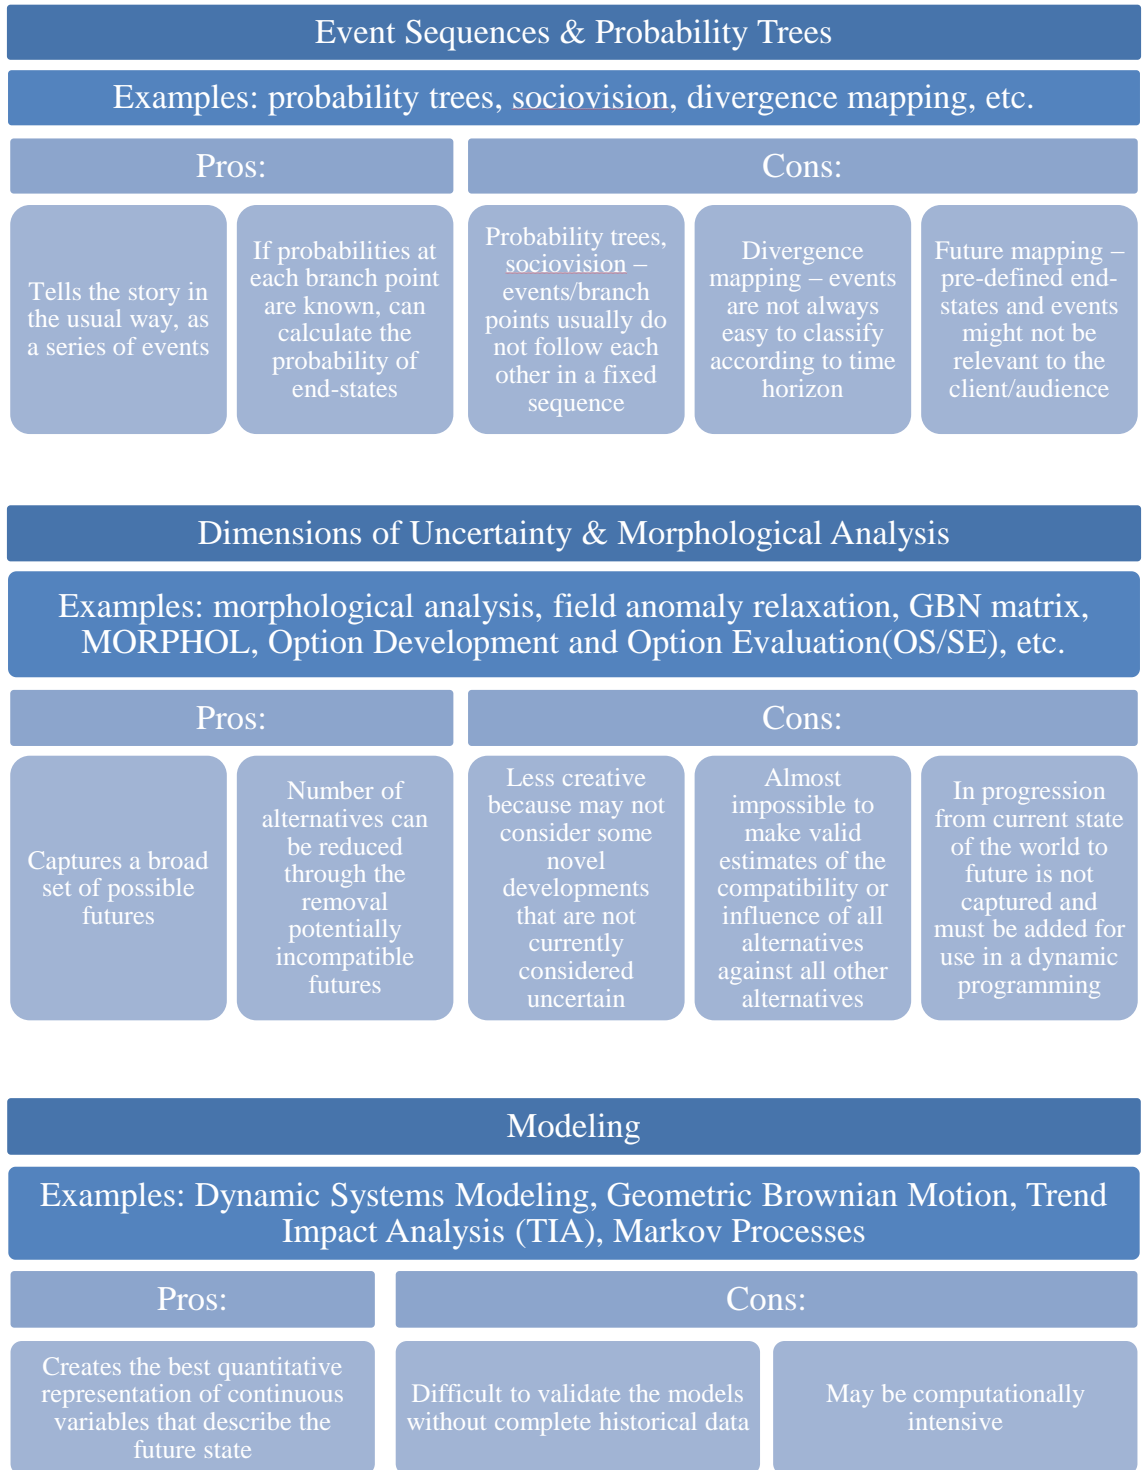 Event Sequences & Probability Trees
Examples: probability trees, sociovision, divergence mapping, etc.
Pros:
Cons:
Tells the story in
the usual way, as
a series of events
If probabilities at
each branch point
are known, can
calculate the
probability of
end-states
Probability trees,
sociovision –
events/branch
points usually do
not follow each
other in a fixed
sequence
Divergence
mapping – events
are not always
easy to classify
according to time
horizon
Future mapping –
pre-defined end-
states and events
might not be
relevant to the
client/audience
Dimensions of Uncertainty & Morphological Analysis
Examples: morphological analysis, field anomaly relaxation, GBN matrix,
MORPHOL, Option Development and Option Evaluation(OS/SE), etc.
Pros:
Cons:
Captures a broad
set of possible
futures
Number of
alternatives can
be reduced
through the
removal
potentially
incompatible
futures
Less creative
because may not
consider some
novel
developments
that are not
currently
considered
uncertain
Almost
impossible to
make valid
estimates of the
compatibility or
influence of all
alternatives
against all other
alternatives
In progression
from current state
of the world to
future is not
captured and
must be added for
use in a dynamic
programming
Modeling
Examples: Dynamic Systems Modeling, Geometric Brownian Motion, Trend
Impact Analysis (TIA), Markov Processes
Pros:
Cons:
Creates the best quantitative
representation of continuous
variables that describe the
future state
Difficult to validate the models
without complete historical data
May be computationally
intensive